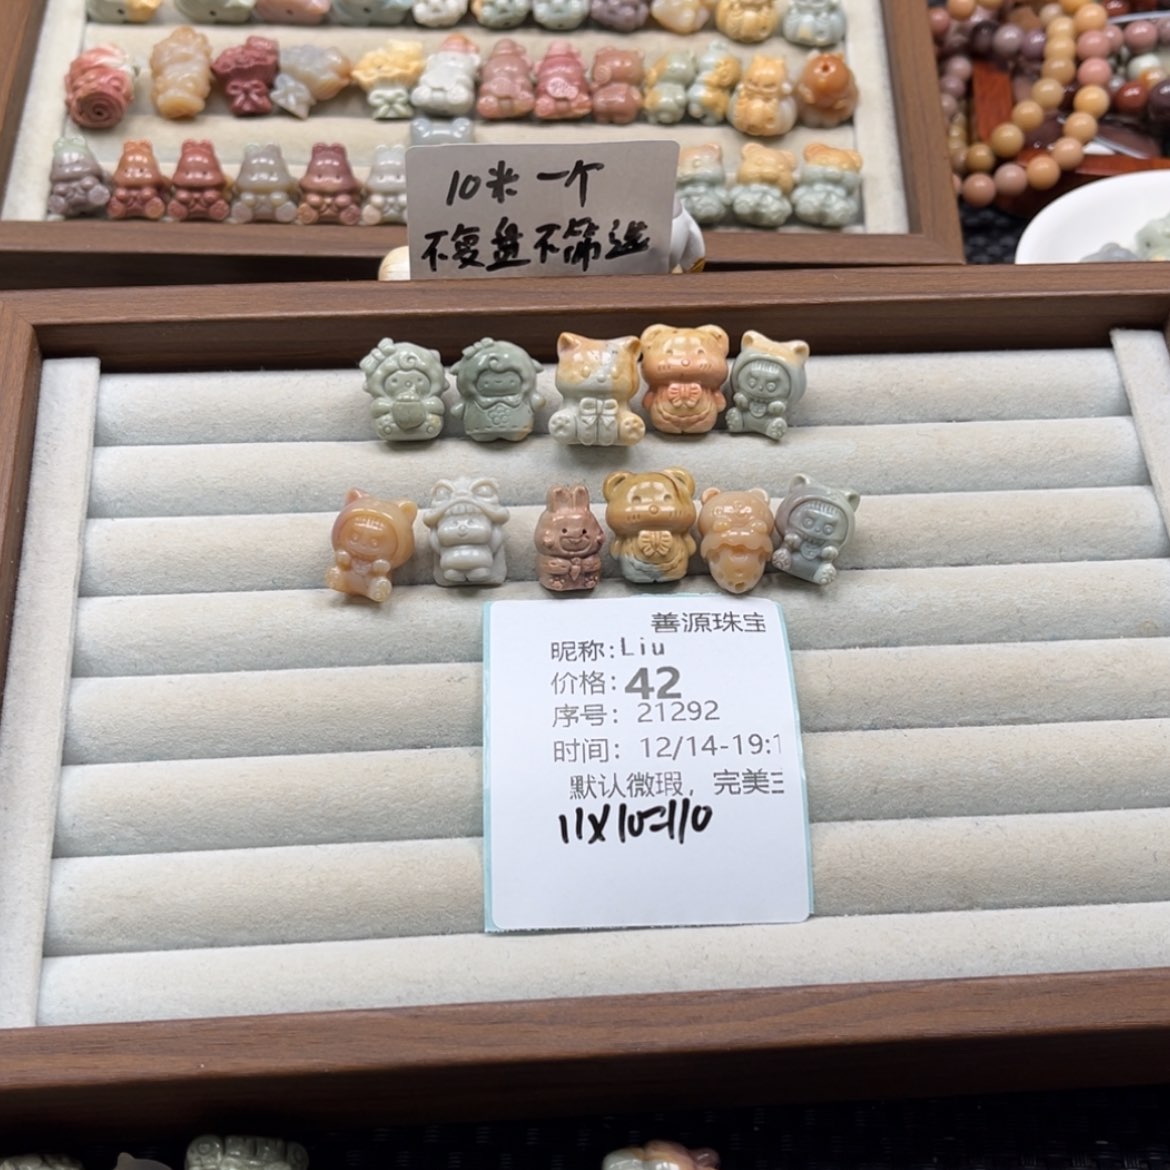 10米一个
不复盘不筛选
善源珠宝
昵称:Liu
价格:42
序号: 21292
时间: 12/14-19:1
默认微瑕，完美
11X10=110